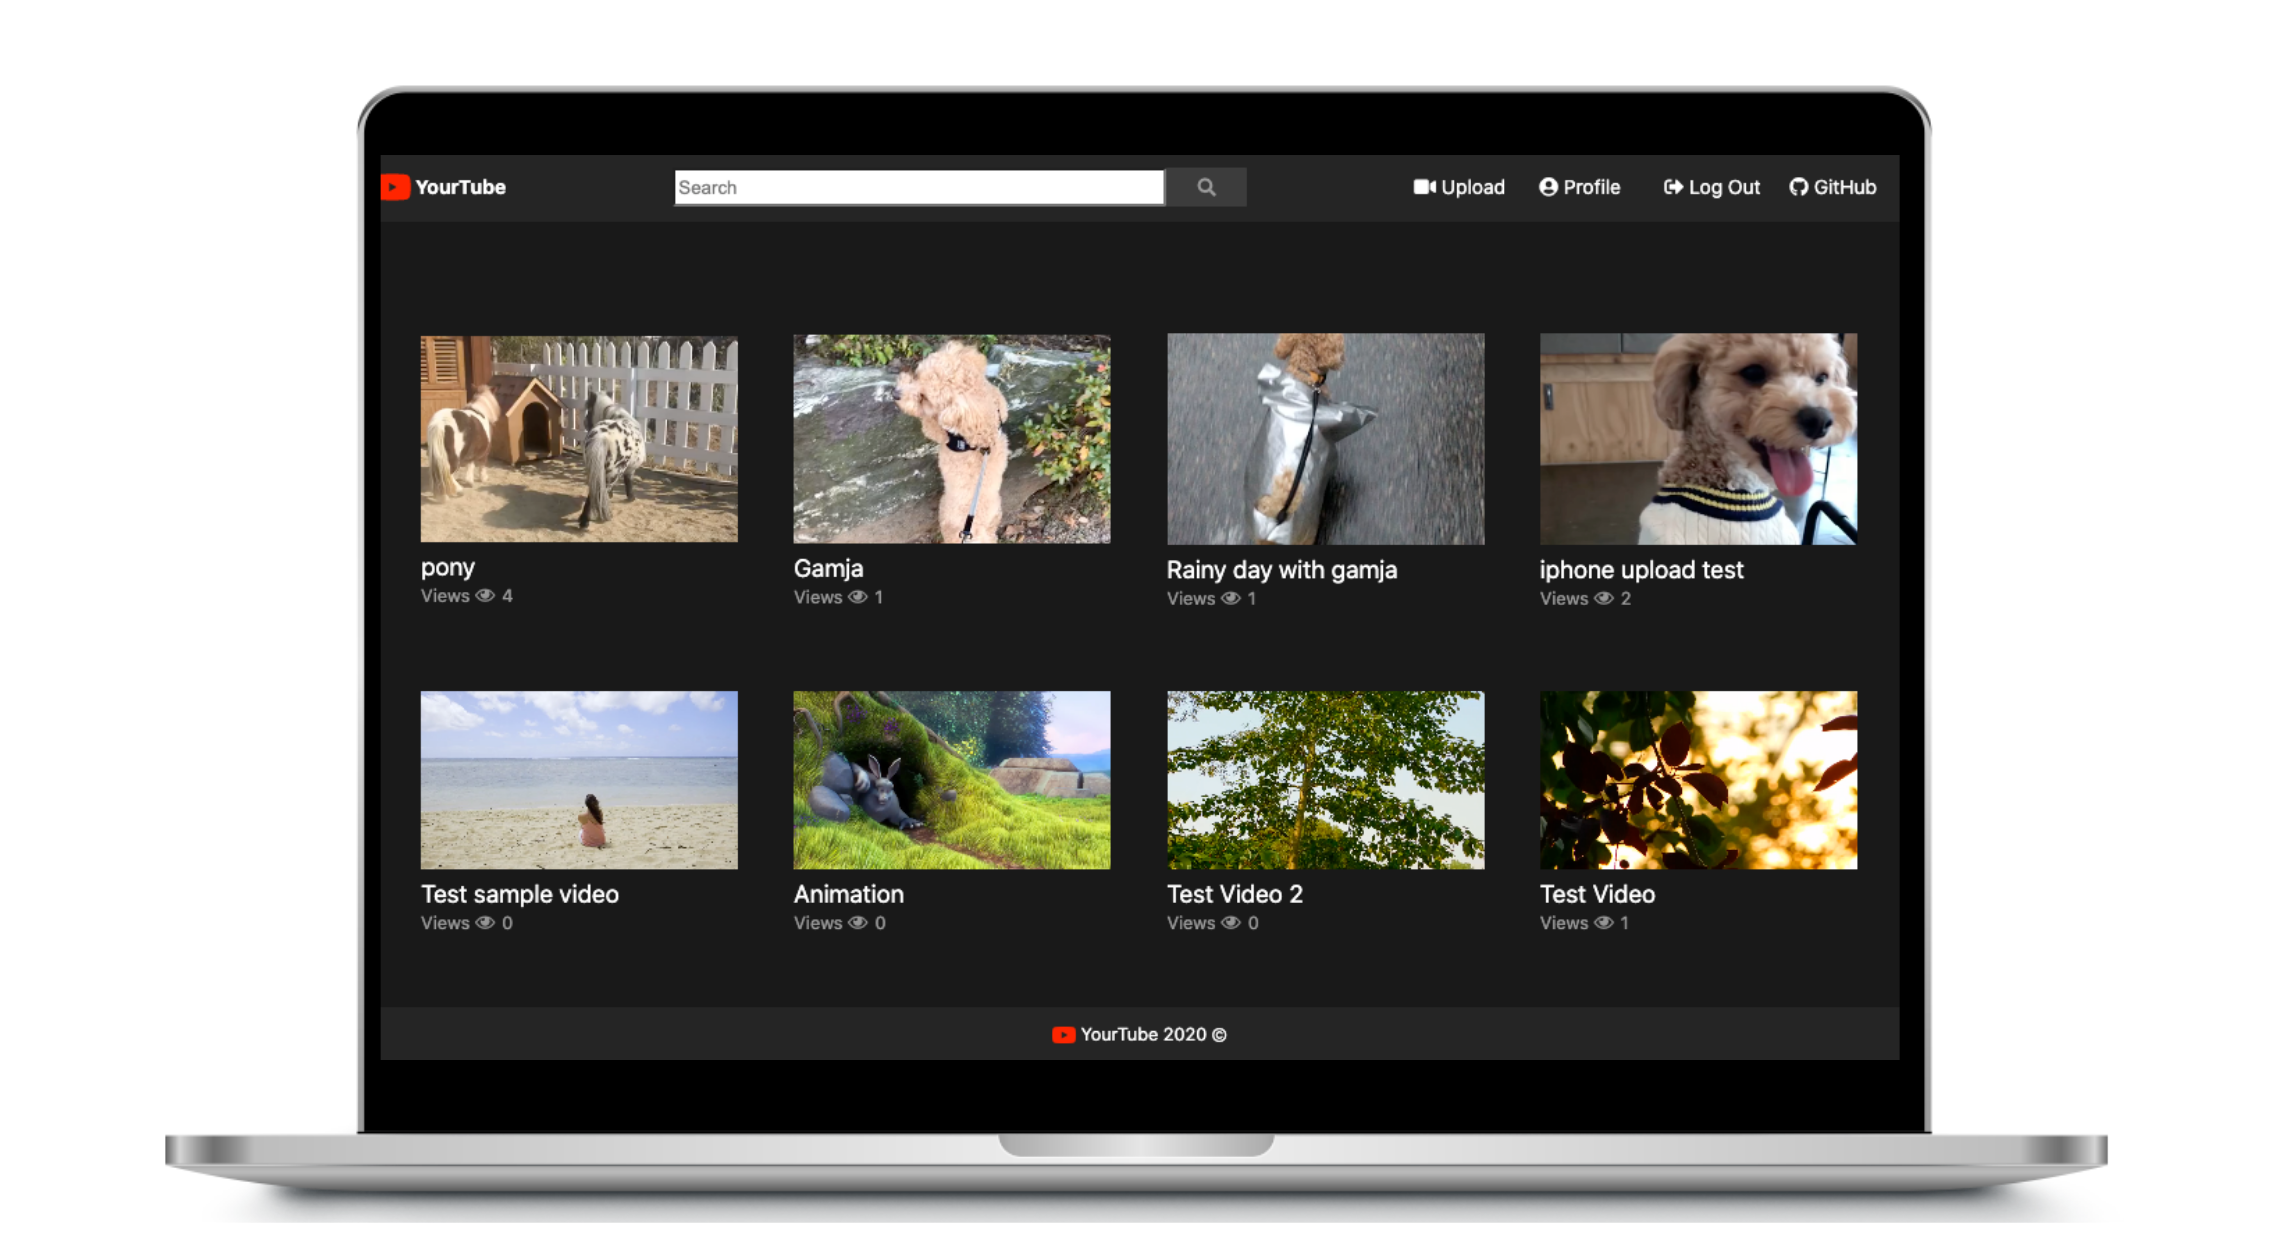 YourTube
Search
Upload
Profile
Log Out
GitHub
pony
Views 4
Gamja
Views 1
Rainy day with gamja
Views 1
iphone upload test
Views 2
Test sample video
Views 0
Animation
Views 0
Test Video 2
Views 0
Test Video
Views 1
YourTube 2020 ©